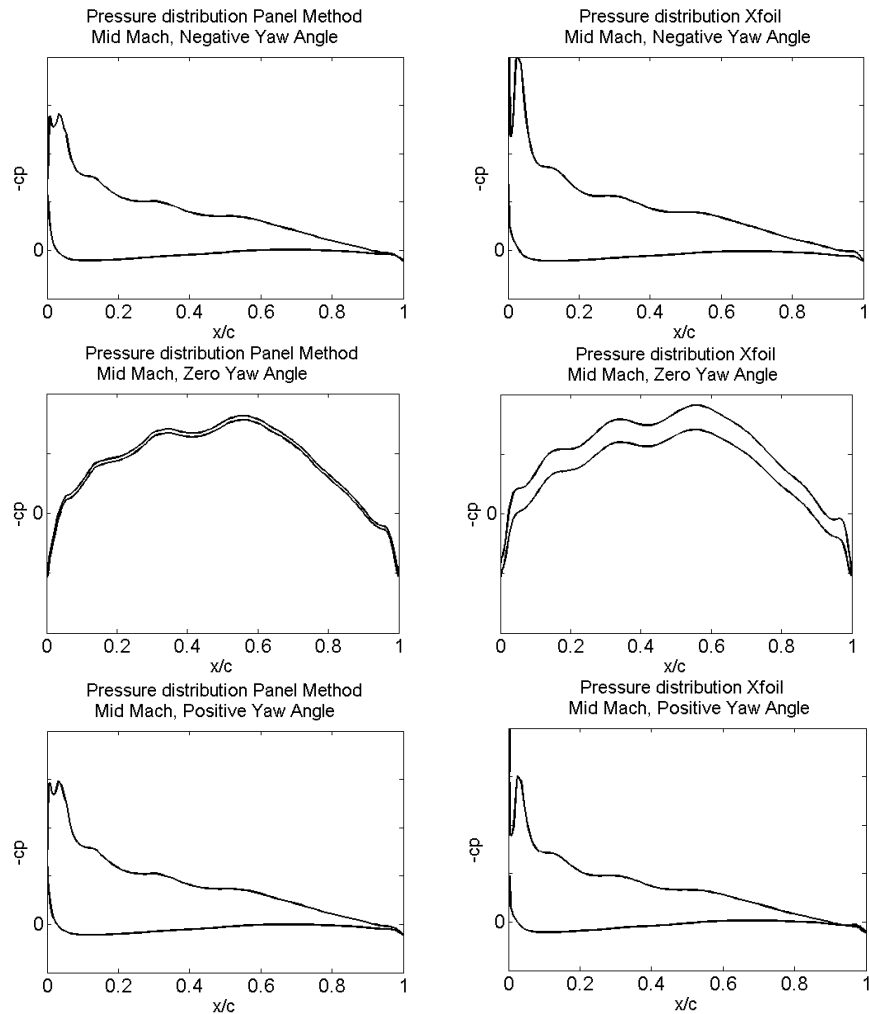 Pressure distribution Panel Method
Mid Mach, Negative Yaw Angle
-cp
0
0 0.2 0.4 0.6 0.8 1
x/c
Pressure distribution Xfoil
Mid Mach, Negative Yaw Angle
-cp
0
0 0.2 0.4 0.6 0.8 1
x/c
Pressure distribution Panel Method
Mid Mach, Zero Yaw Angle
-cp
0
0 0.2 0.4 0.6 0.8 1
x/c
Pressure distribution Xfoil
Mid Mach, Zero Yaw Angle
-cp
0
0 0.2 0.4 0.6 0.8 1
x/c
Pressure distribution Panel Method
Mid Mach, Positive Yaw Angle
-cp
0
0 0.2 0.4 0.6 0.8 1
x/c
Pressure distribution Xfoil
Mid Mach, Positive Yaw Angle
-cp
0
0 0.2 0.4 0.6 0.8 1
x/c